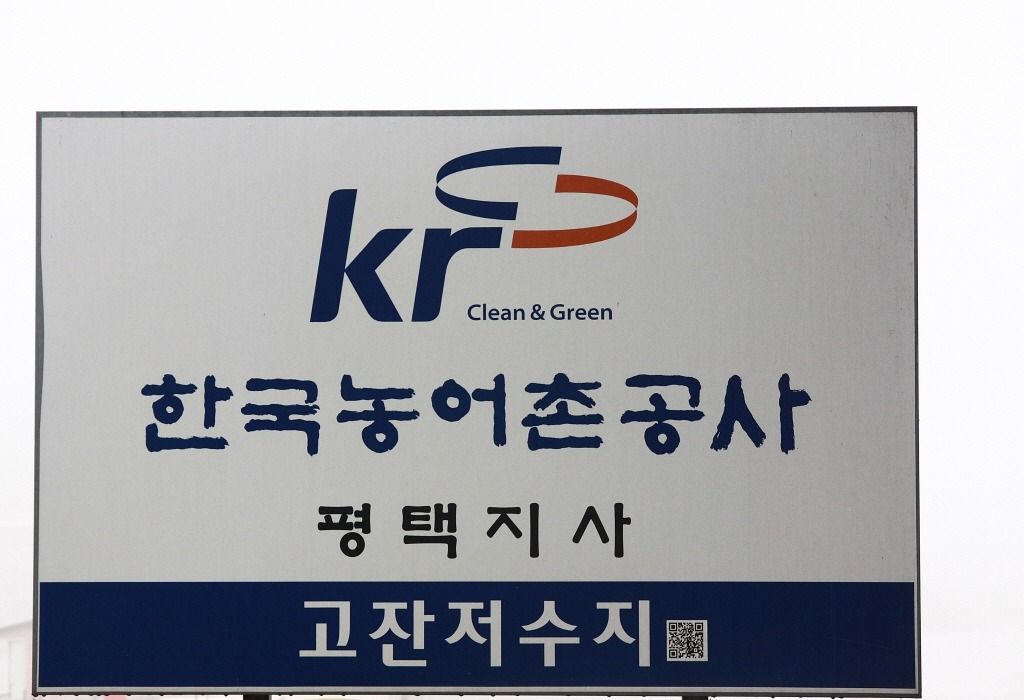 kr
Clean & Green
한국농어촌공사
평택지사
고잔저수지